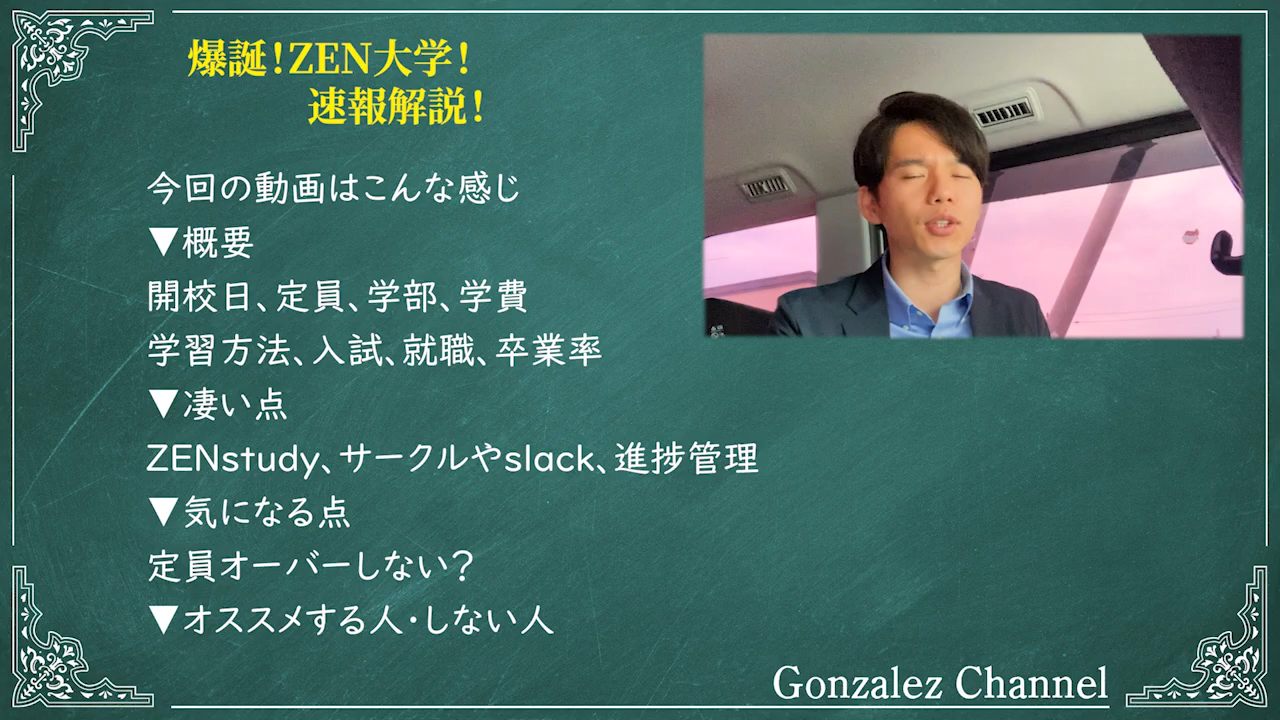 爆誕!ZEN大学!
速報解説!
今回の動画はこんな感じ
▼概要
開校日、定員、学部、学費
学習方法、入試、就職、卒業率
▼凄い点
ZENstudy、サークルやslack、進捗管理
▼気になる点
定員オーバーしない?
▼オススメする人・しない人
Gonzalez Channel